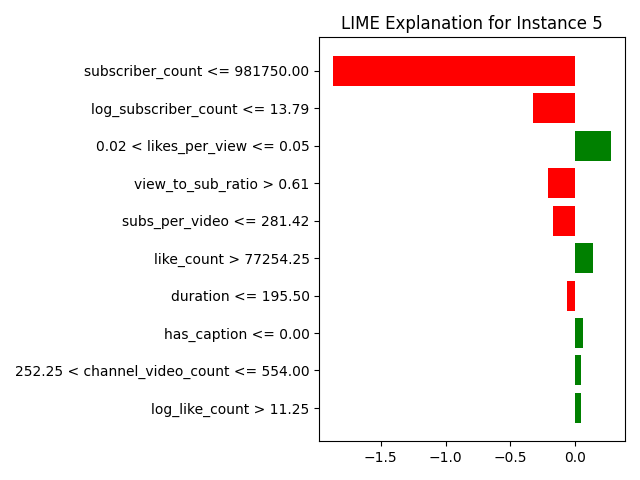 LIME Explanation for Instance 5
subscriber_count <= 981750.00
log_subscriber_count <= 13.79
0.02 < likes_per_view <= 0.05
view_to_sub_ratio > 0.61
subs_per_video <= 281.42
like_count > 77254.25
duration <= 195.50
has_caption <= 0.00
252.25 < channel_video_count <= 554.00
log_like_count > 11.25
−1.5 −1.0 −0.5 0.0